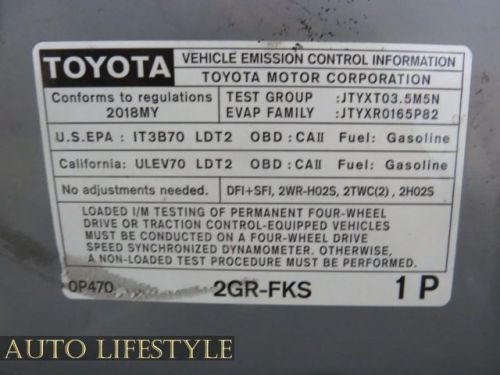 TOYOTA VEHICLE EMISSION CONTROL INFORMATION
TOYOTA MOTOR CORPORATION
Conforms to regulations
2018MY
TEST GROUP :JTYXT03.5M5N
EVAP FAMILY :JTYXR0165P82
U.S.EPA : IT3B70 LDT2 OBD :CAII Fuel: Gasoline
California: ULEV70 LDT2 OBD :CAII Fuel: Gasoline
No adjustments needed. DFI+SFI, 2WR-HO2S, 2TWC(2), 2HO2S
LOADED I/M TESTING OF PERMANENT FOUR-WHEEL
DRIVE OR TRACTION CONTROL-EQUIPPED VEHICLES
MUST BE CONDUCTED ON A FOUR-WHEEL DRIVE
SPEED SYNCHRONIZED DYNAMOMETER. OTHERWISE,
A NON-LOADED TEST PROCEDURE MUST BE PERFORMED.
0P470 2GR-FKS 1 P
AUTO LIFESTYLE